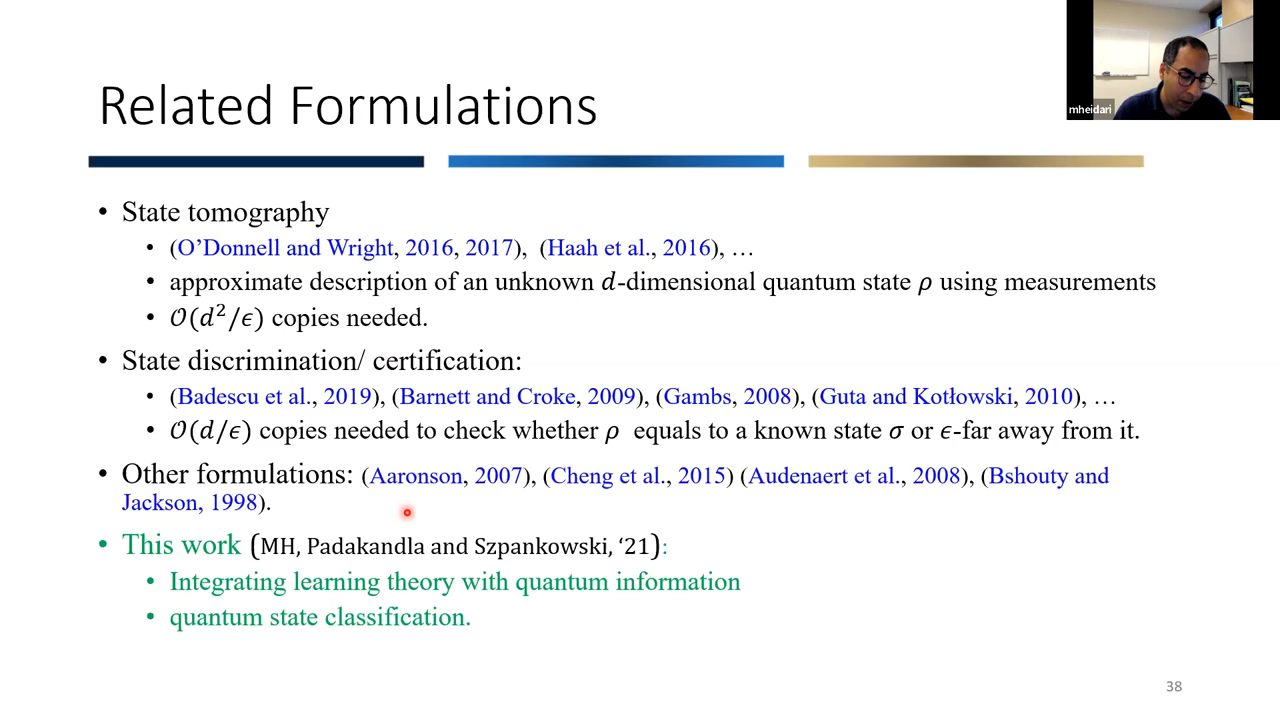 mheidari
Related Formulations
• State tomography
• (O’Donnell and Wright, 2016, 2017), (Haah et al., 2016), …
• approximate description of an unknown 𝑑-dimensional quantum state 𝜌 using measurements
• 𝒪(𝑑²/𝜖) copies needed.
• State discrimination/ certification:
• (Badescu et al., 2019), (Barnett and Croke, 2009), (Gambs, 2008), (Guta and Kotłowski, 2010), …
• 𝒪(𝑑/𝜖) copies needed to check whether 𝜌 equals to a known state 𝜎 or 𝜖-far away from it.
• Other formulations: (Aaronson, 2007), (Cheng et al., 2015) (Audenaert et al., 2008), (Bshouty and
Jackson, 1998).
• This work (MH, Padakandla and Szpankowski, ‘21):
• Integrating learning theory with quantum information
• quantum state classification.
38